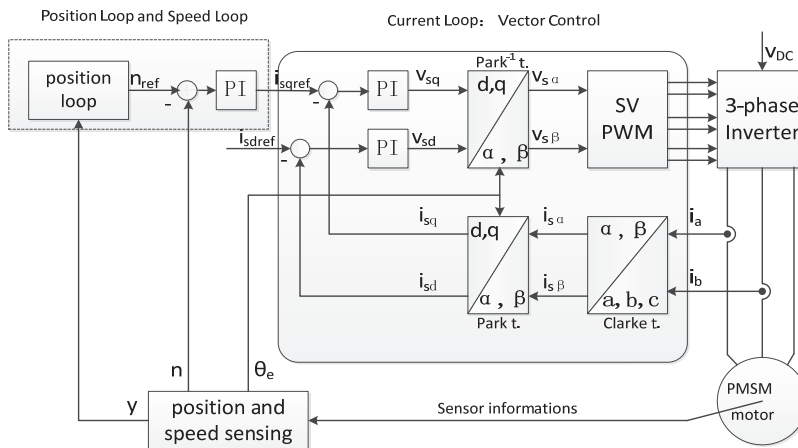 Position Loop and Speed Loop
Current Loop: Vector Control
position
loop
n_ref
-
PI
i_sqref
-
PI
v_sq
Park⁻¹ t.
d,q
α , β
v_sα
SV
PWM
v_DC
3-phase
Inverter
i_sdref
-
PI
v_sd
v_sβ
i_sq
d,q
α , β
Park t.
i_sα
α , β
a, b, c
Clarke t.
i_a
i_sd
i_sβ
i_b
n
θ_e
y
position and
speed sensing
Sensor informations
PMSM
motor